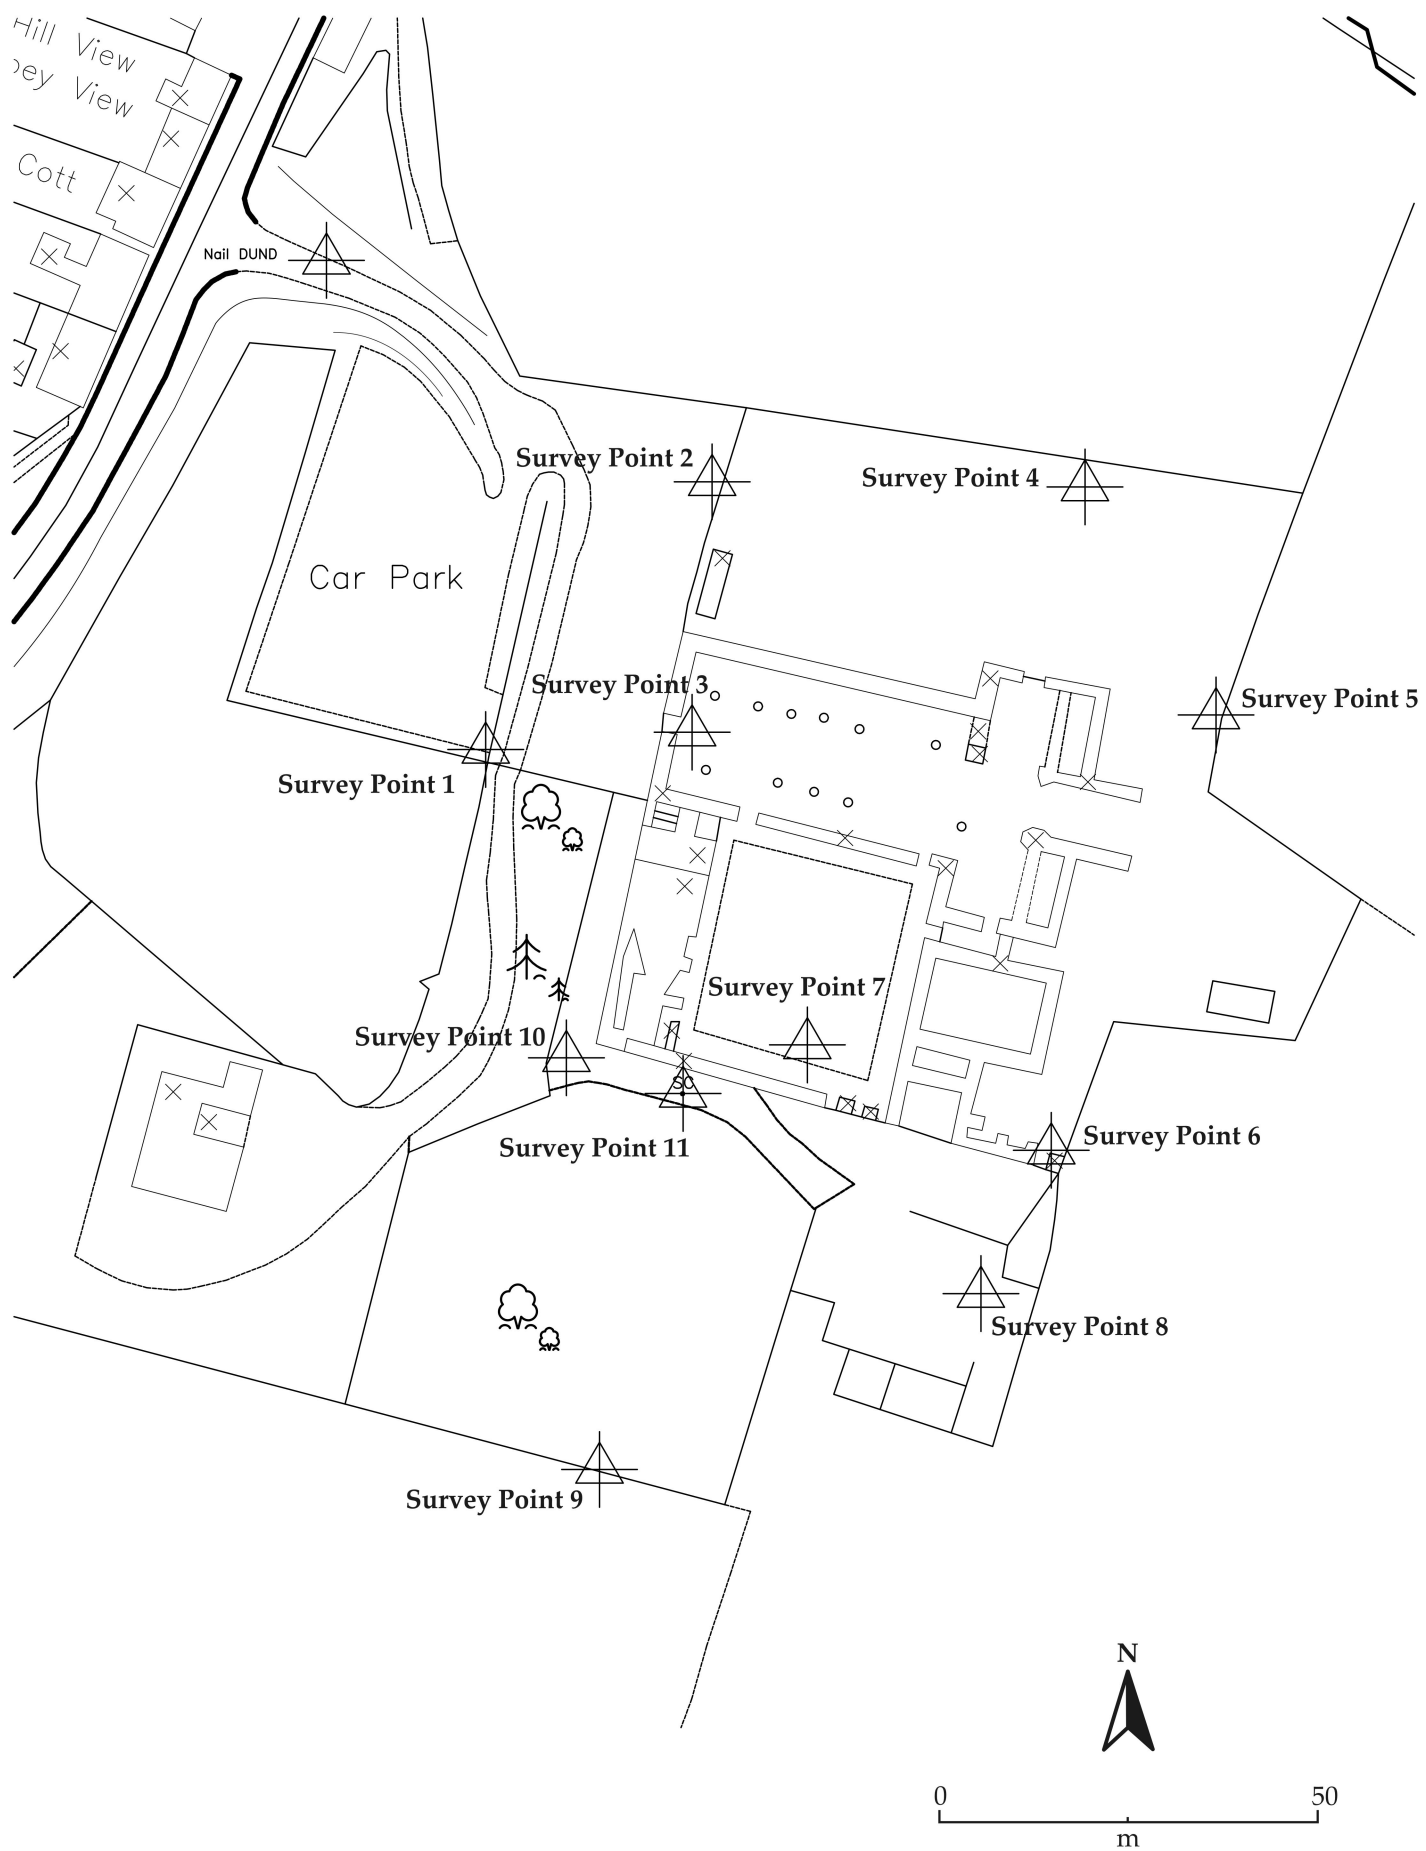 Hill View
bey View
Cott
Nail DUND
Survey Point 2
Survey Point 4
Car Park
Survey Point 3
Survey Point 5
Survey Point 1
Survey Point 7
Survey Point 10
SC
Survey Point 11
Survey Point 6
Survey Point 8
Survey Point 9
N
0 50
m